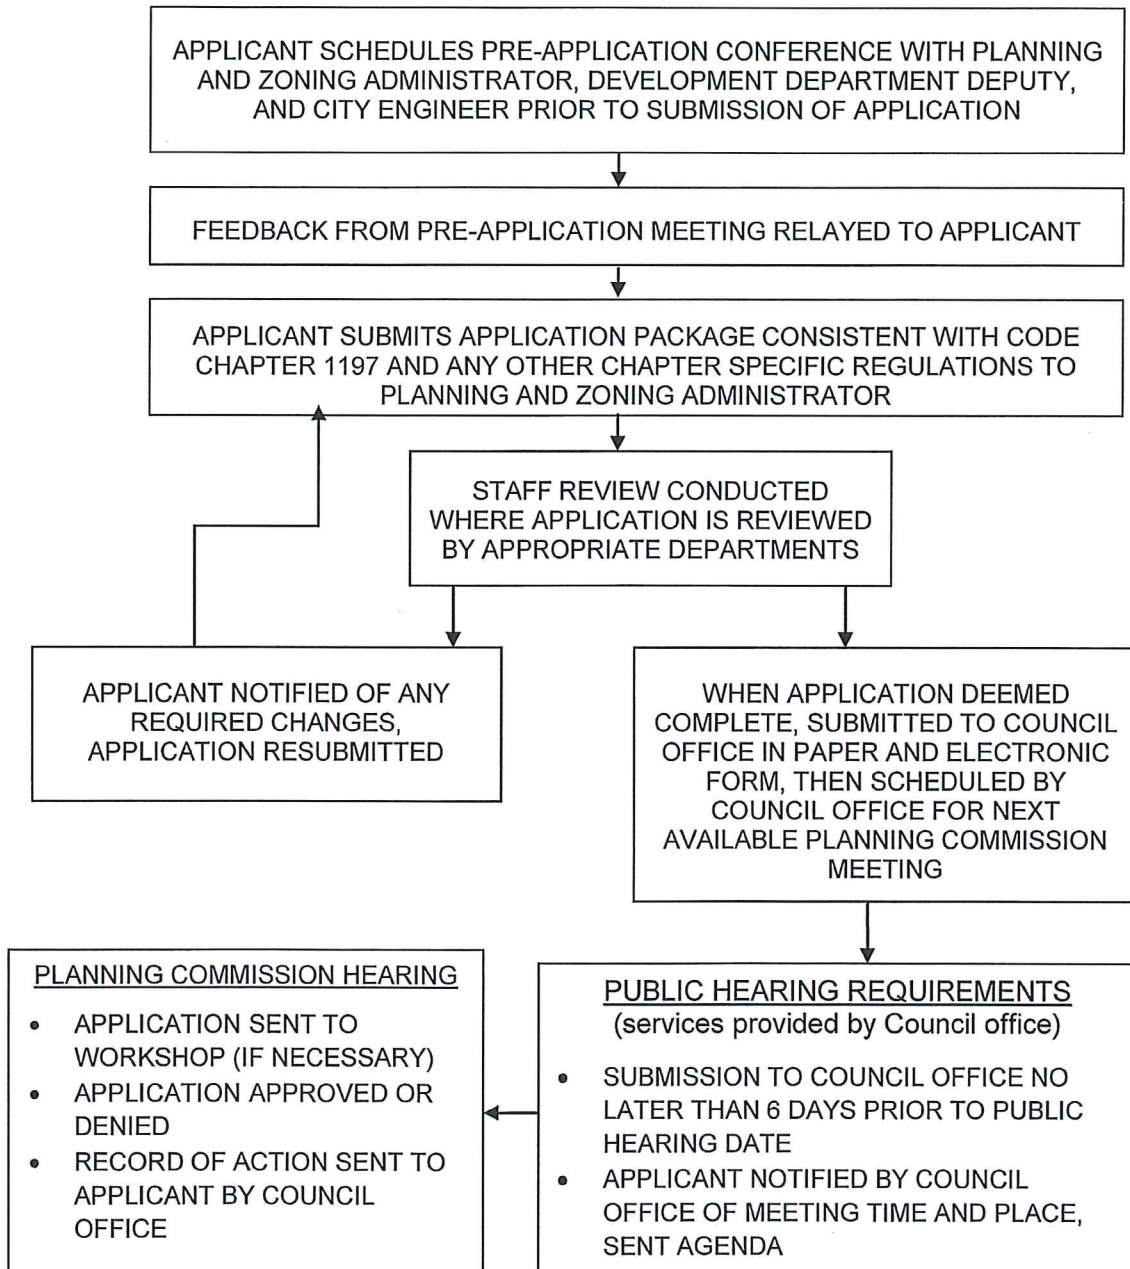 APPLICANT SCHEDULES PRE-APPLICATION CONFERENCE WITH PLANNING
AND ZONING ADMINISTRATOR, DEVELOPMENT DEPARTMENT DEPUTY,
AND CITY ENGINEER PRIOR TO SUBMISSION OF APPLICATION
FEEDBACK FROM PRE-APPLICATION MEETING RELAYED TO APPLICANT
APPLICANT SUBMITS APPLICATION PACKAGE CONSISTENT WITH CODE
CHAPTER 1197 AND ANY OTHER CHAPTER SPECIFIC REGULATIONS TO
PLANNING AND ZONING ADMINISTRATOR
STAFF REVIEW CONDUCTED
WHERE APPLICATION IS REVIEWED
BY APPROPRIATE DEPARTMENTS
APPLICANT NOTIFIED OF ANY
REQUIRED CHANGES,
APPLICATION RESUBMITTED
WHEN APPLICATION DEEMED
COMPLETE, SUBMITTED TO COUNCIL
OFFICE IN PAPER AND ELECTRONIC
FORM, THEN SCHEDULED BY
COUNCIL OFFICE FOR NEXT
AVAILABLE PLANNING COMMISSION
MEETING
PUBLIC HEARING REQUIREMENTS
(services provided by Council office)
• SUBMISSION TO COUNCIL OFFICE NO
LATER THAN 6 DAYS PRIOR TO PUBLIC
HEARING DATE
• APPLICANT NOTIFIED BY COUNCIL
OFFICE OF MEETING TIME AND PLACE,
SENT AGENDA
PLANNING COMMISSION HEARING
• APPLICATION SENT TO
WORKSHOP (IF NECESSARY)
• APPLICATION APPROVED OR
DENIED
• RECORD OF ACTION SENT TO
APPLICANT BY COUNCIL
OFFICE